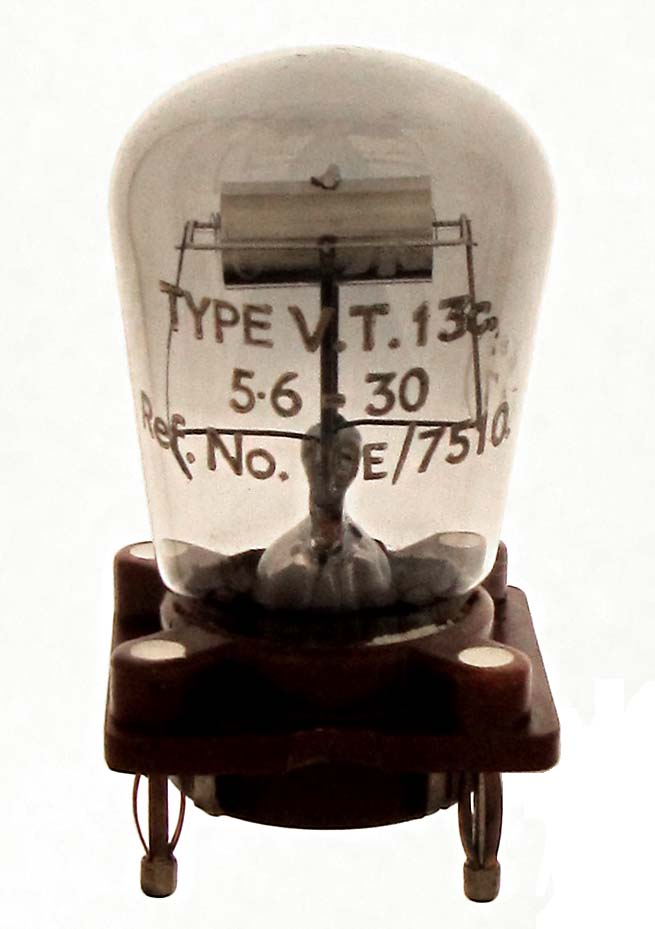 TYPE V.T. 13C.
5·6 - 30
Ref. No. E/7510.